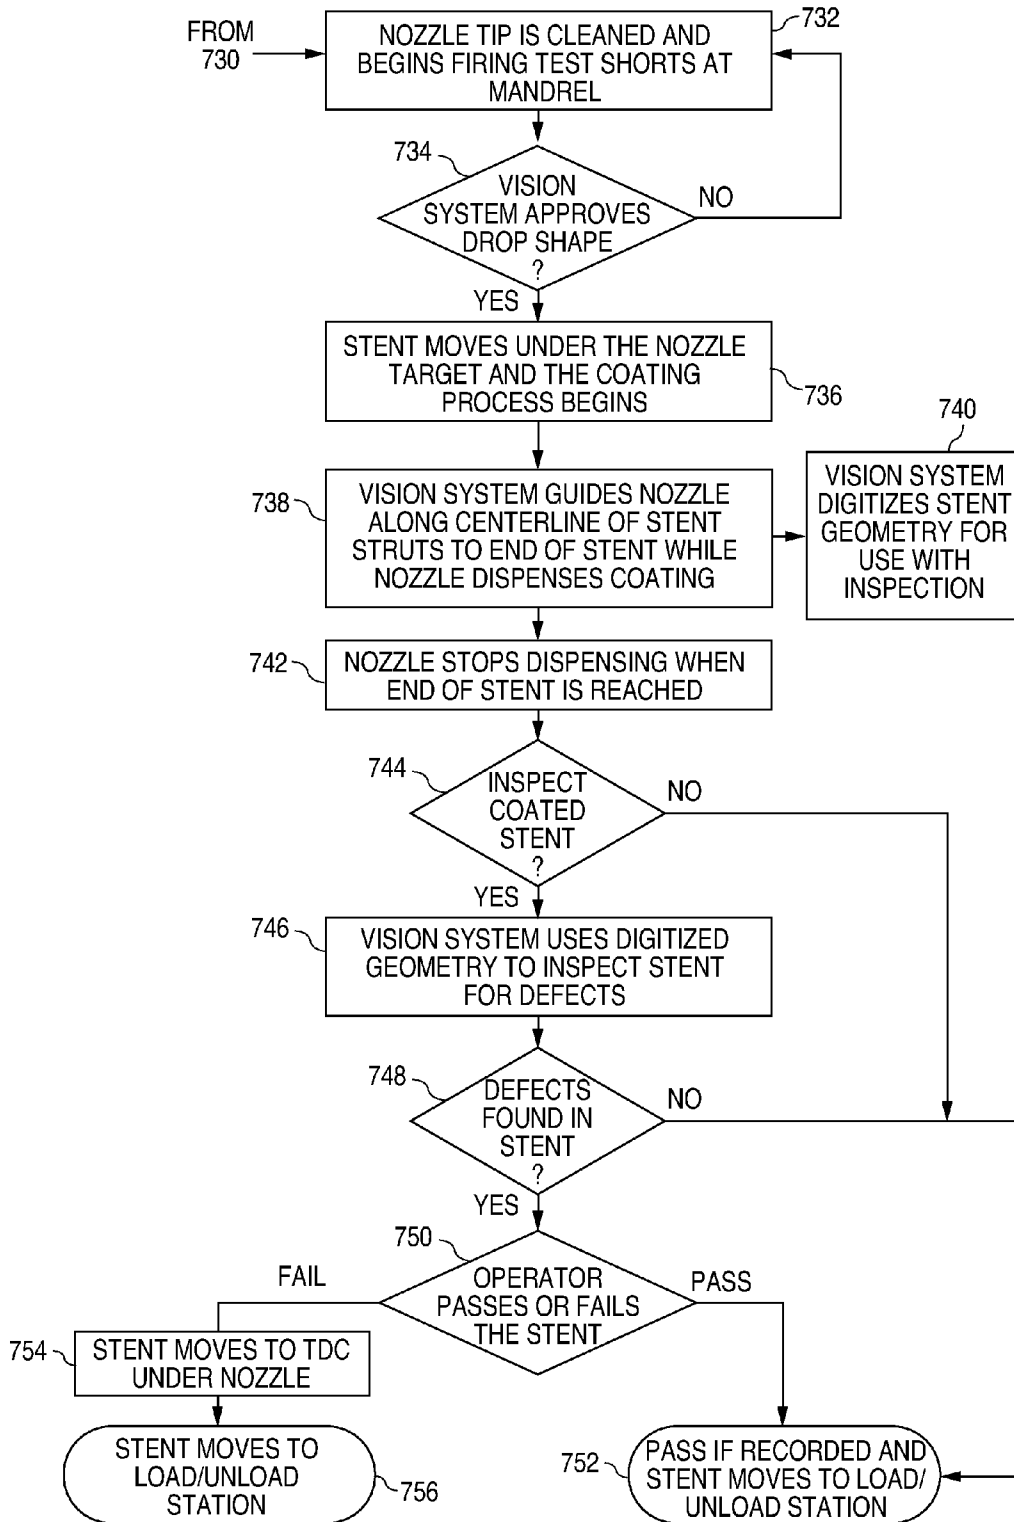 FROM
730
732
NOZZLE TIP IS CLEANED AND
BEGINS FIRING TEST SHORTS AT
MANDREL
734
VISION
SYSTEM APPROVES
DROP SHAPE
?
NO
YES
STENT MOVES UNDER THE NOZZLE
TARGET AND THE COATING
PROCESS BEGINS
736
738
VISION SYSTEM GUIDES NOZZLE
ALONG CENTERLINE OF STENT
STRUTS TO END OF STENT WHILE
NOZZLE DISPENSES COATING
740
VISION SYSTEM
DIGITIZES STENT
GEOMETRY FOR
USE WITH
INSPECTION
742
NOZZLE STOPS DISPENSING WHEN
END OF STENT IS REACHED
744
INSPECT
COATED
STENT
?
NO
YES
746
VISION SYSTEM USES DIGITIZED
GEOMETRY TO INSPECT STENT
FOR DEFECTS
748
DEFECTS
FOUND IN
STENT
?
NO
YES
750
OPERATOR
PASSES OR FAILS
THE STENT
FAIL
PASS
754
STENT MOVES TO TDC
UNDER NOZZLE
STENT MOVES TO
LOAD/UNLOAD
STATION
756
752
PASS IF RECORDED AND
STENT MOVES TO LOAD/
UNLOAD STATION